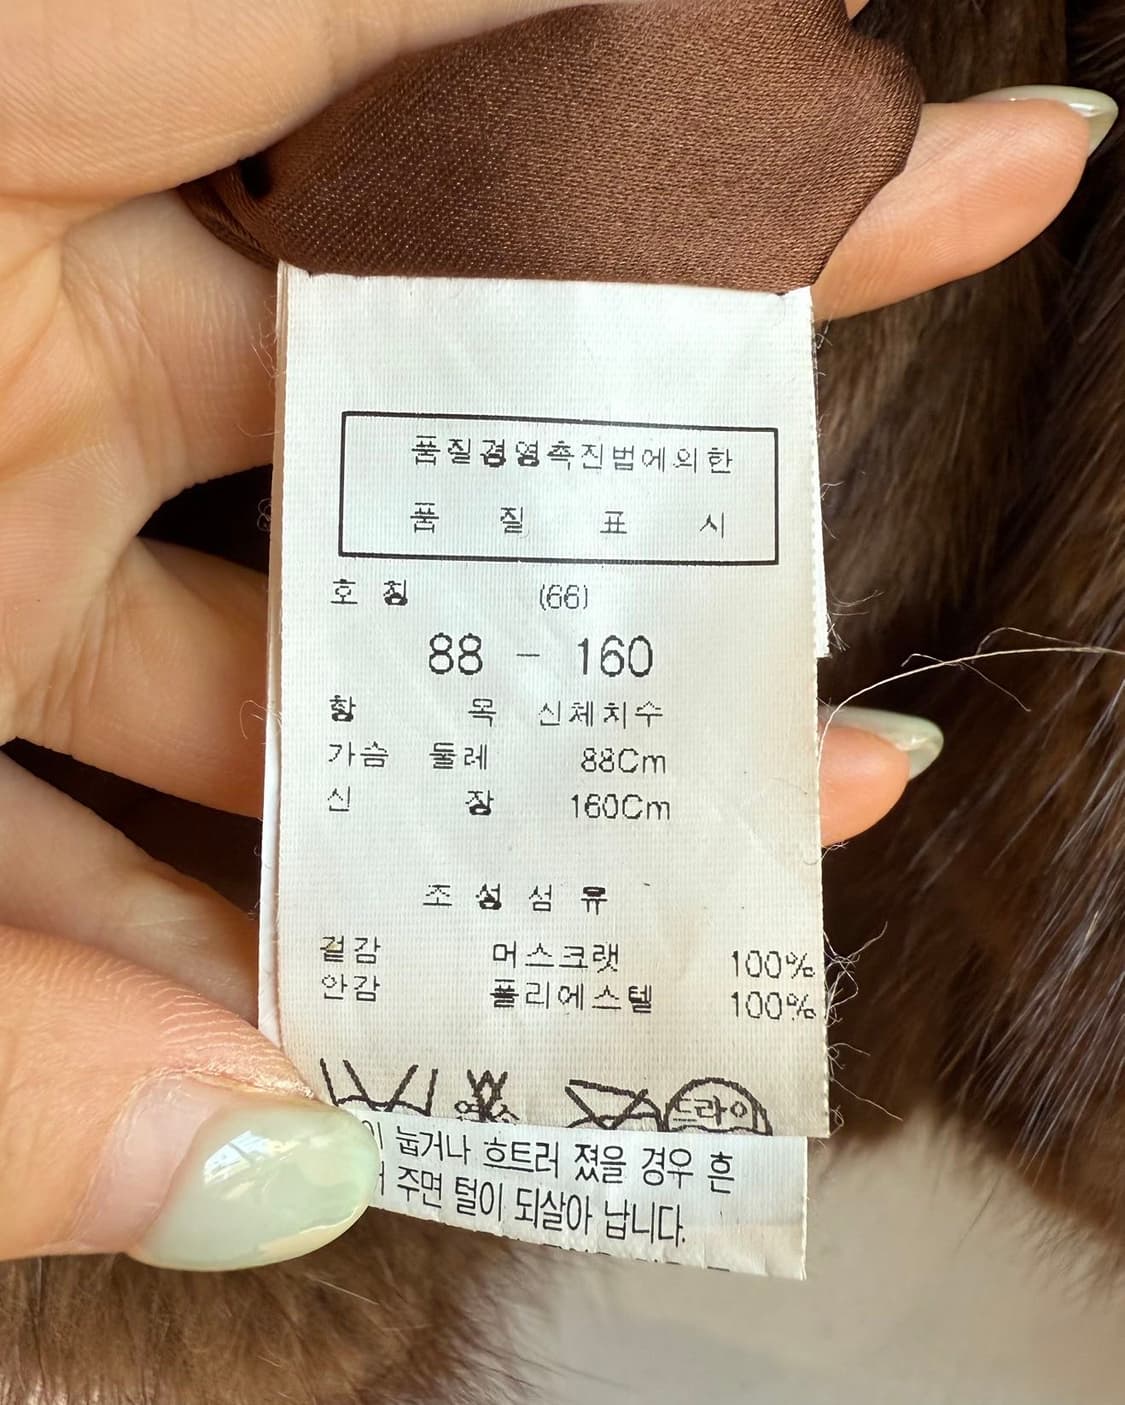 품질경영촉진법에의한
품 질 표 시
호 칭 (66)
88 - 160
항 목 신체치수
가슴 둘레 88Cm
신 장 160Cm
조 성 섬 유
겉감 머스크랫 100%
안감 폴리에스텔 100%
드라이
눕거나 흐트러 졌을 경우 흔
주면 털이 되살아 납니다.